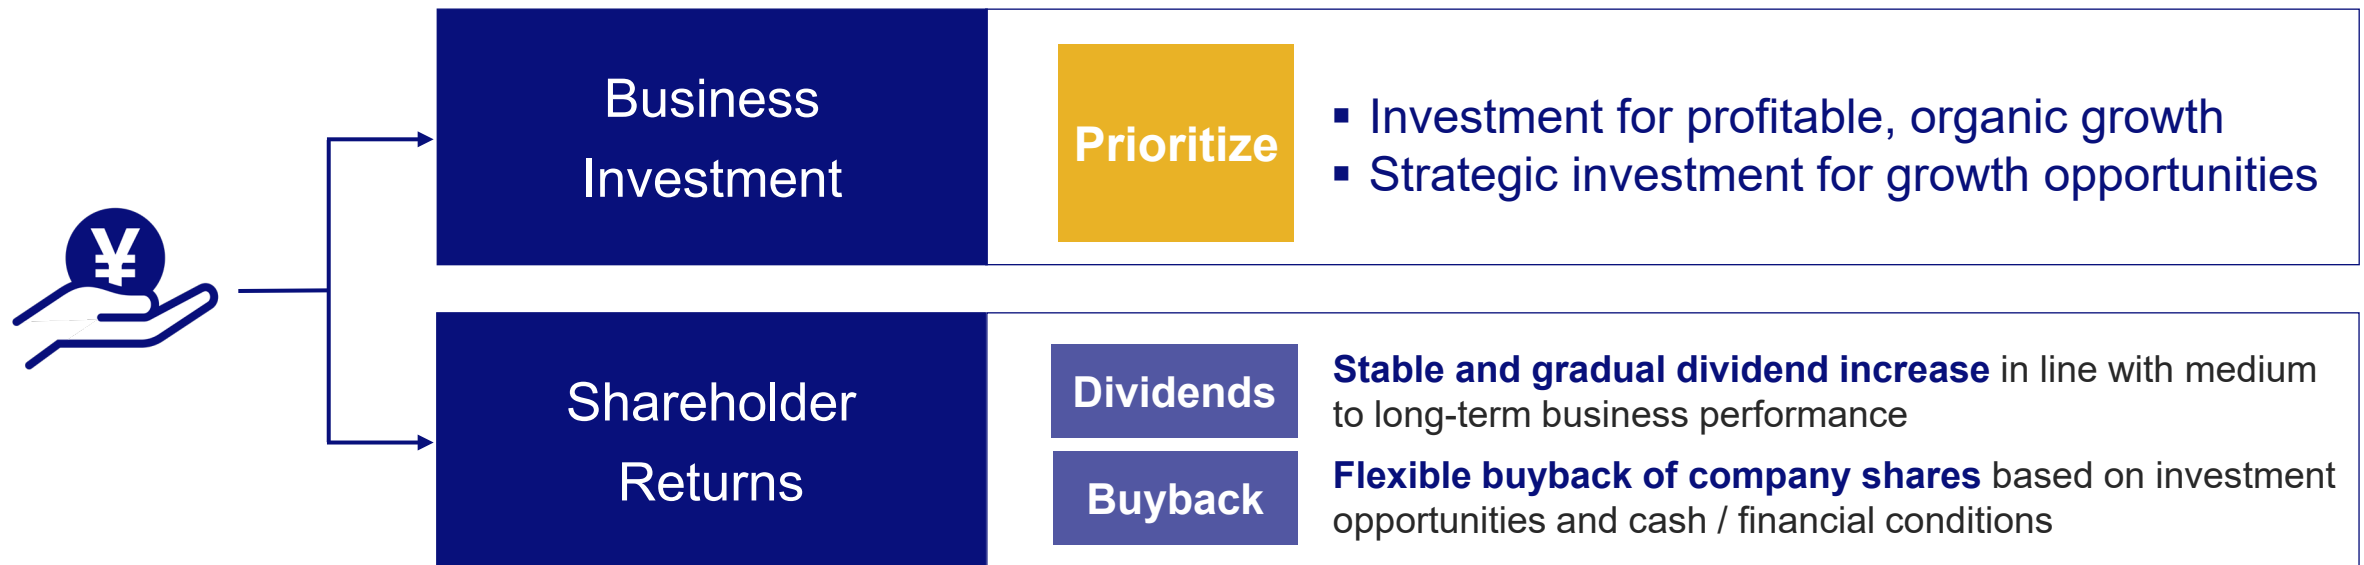 Business
Investment
Prioritize
▪ Investment for profitable, organic growth
▪ Strategic investment for growth opportunities
¥
Shareholder
Returns
Dividends
Stable and gradual dividend increase in line with medium
to long-term business performance
Buyback
Flexible buyback of company shares based on investment
opportunities and cash / financial conditions